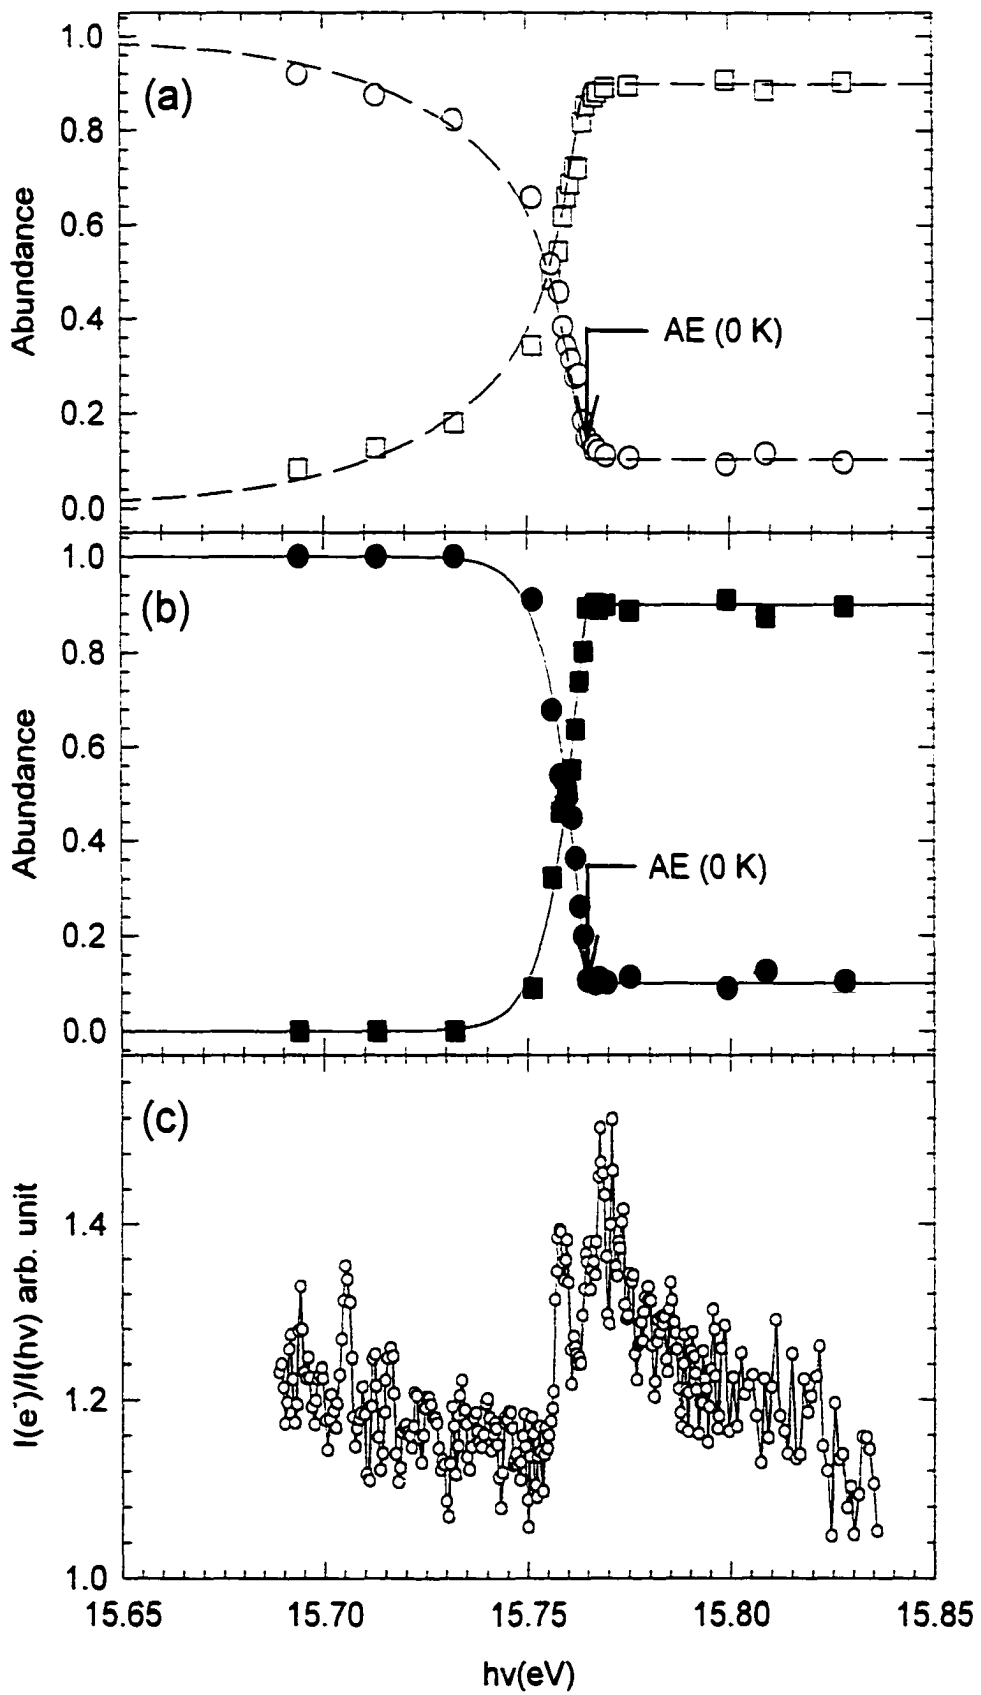 (a)
1.0
0.8
0.6
0.4
0.2
0.0
Abundance
AE (0 K)
(b)
1.0
0.8
0.6
0.4
0.2
0.0
Abundance
AE (0 K)
(c)
1.4
1.2
1.0
I(e⁻)/I(hν) arb. unit
15.65 15.70 15.75 15.80 15.85
hν(eV)